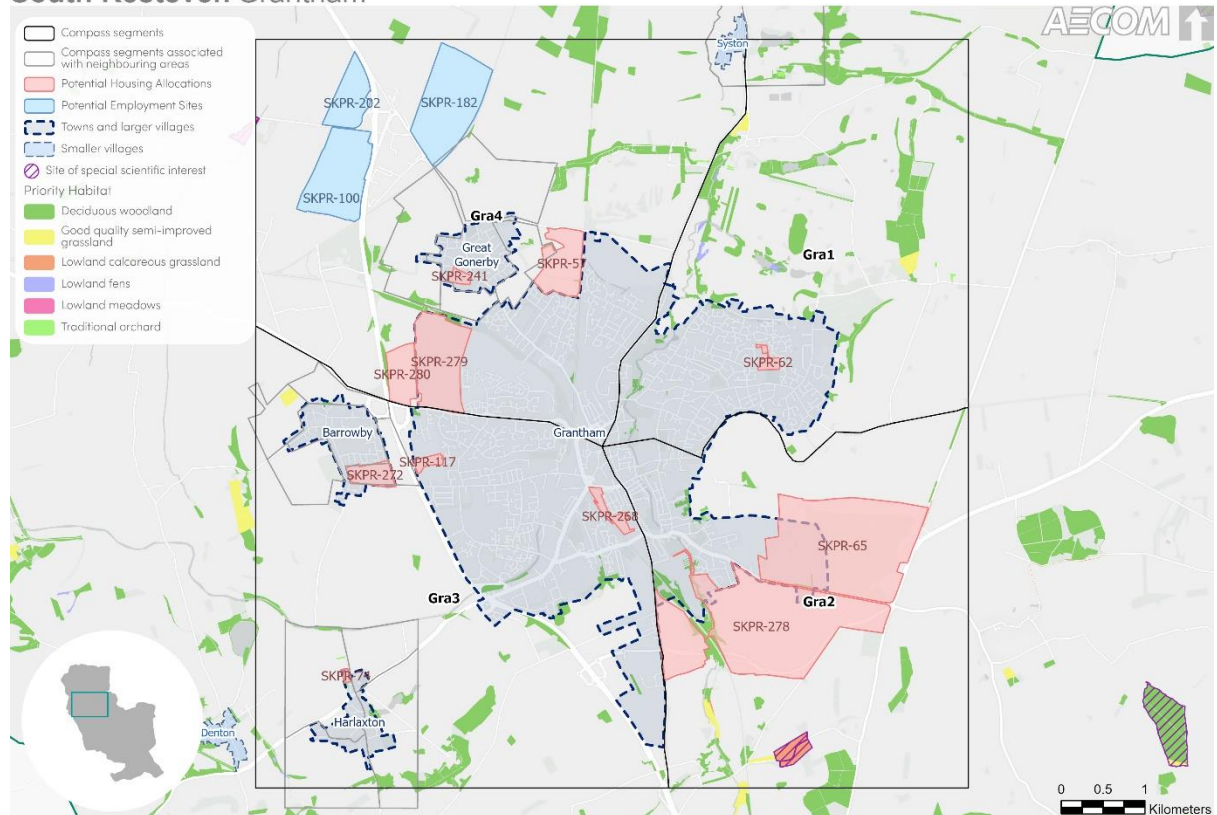 South Kesteven Grantham
AECOM
Compass segments
Compass segments associated
with neighbouring areas
Potential Housing Allocations
Potential Employment Sites
Towns and larger villages
Smaller villages
Site of special scientific interest
Priority Habitat
Deciduous woodland
Good quality semi-improved
grassland
Lowland calcareous grassland
Lowland fens
Lowland meadows
Traditional orchard
Syston
SKPR-202
SKPR-182
SKPR-100
Gra4
Great
Gonerby
SKPR-241
SKPR-57
Gra1
SKPR-279
SKPR-280
SKPR-62
Barrowby
Grantham
SKPR-272
SKPR-117
SKPR-268
SKPR-65
Gra3
Gra2
SKPR-278
SKPR-74
Harlaxton
Denton
0 0.5 1
Kilometers